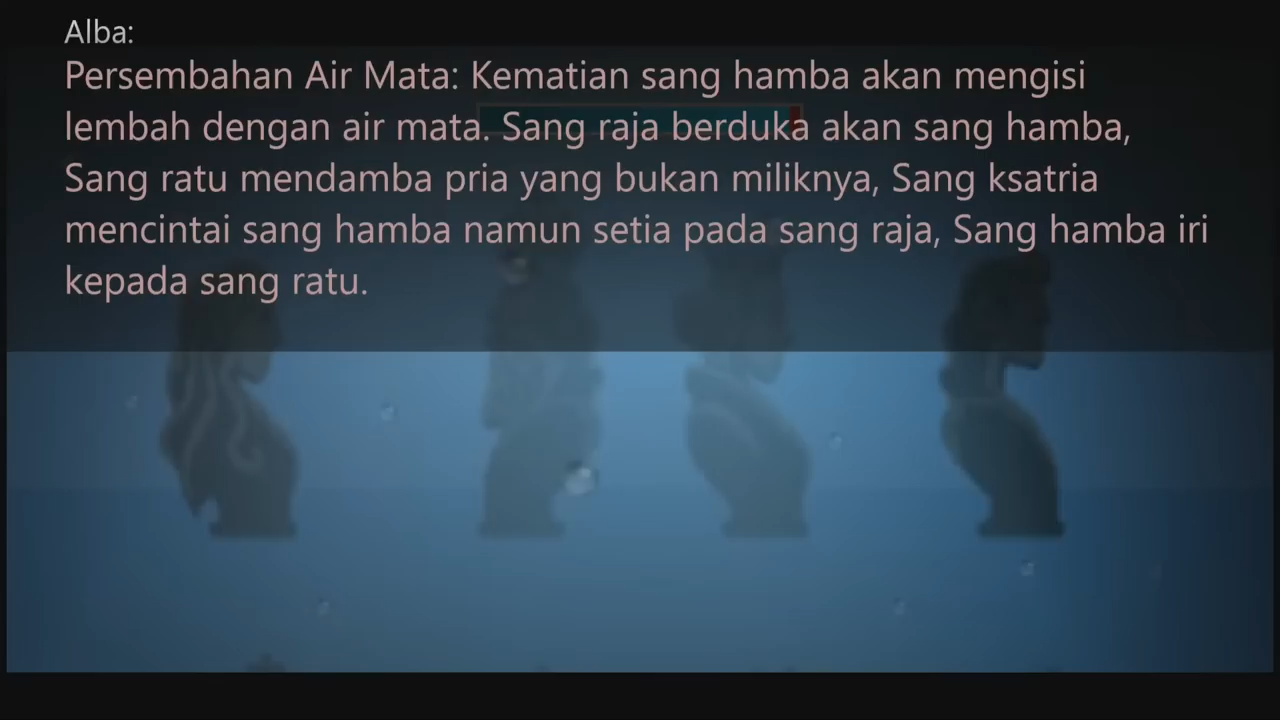 Alba:
Persembahan Air Mata: Kematian sang hamba akan mengisi
lembah dengan air mata. Sang raja berduka akan sang hamba,
Sang ratu mendamba pria yang bukan miliknya, Sang ksatria
mencintai sang hamba namun setia pada sang raja, Sang hamba iri
kepada sang ratu.